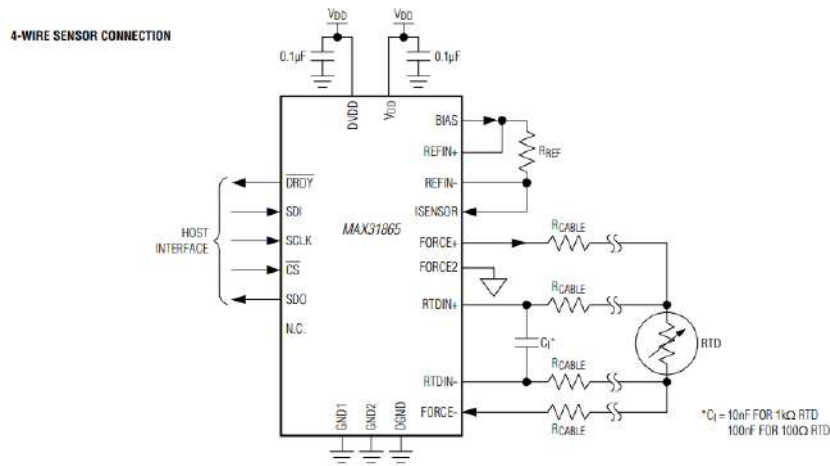 4-WIRE SENSOR CONNECTION
VDD
VDD
0.1µF
0.1µF
DVDD
VDD
BIAS
REFIN+
RREF
REFIN-
ISENSOR
DRDY
SDI
SCLK
CS
SDO
N.C.
HOST
INTERFACE
MAX31865
FORCE+
RCABLE
FORCE2
RTDIN+
RCABLE
CI*
RTD
RTDIN-
RCABLE
FORCE-
RCABLE
GND1
GND2
DGND
*CI = 10nF FOR 1kΩ RTD
100nF FOR 100Ω RTD